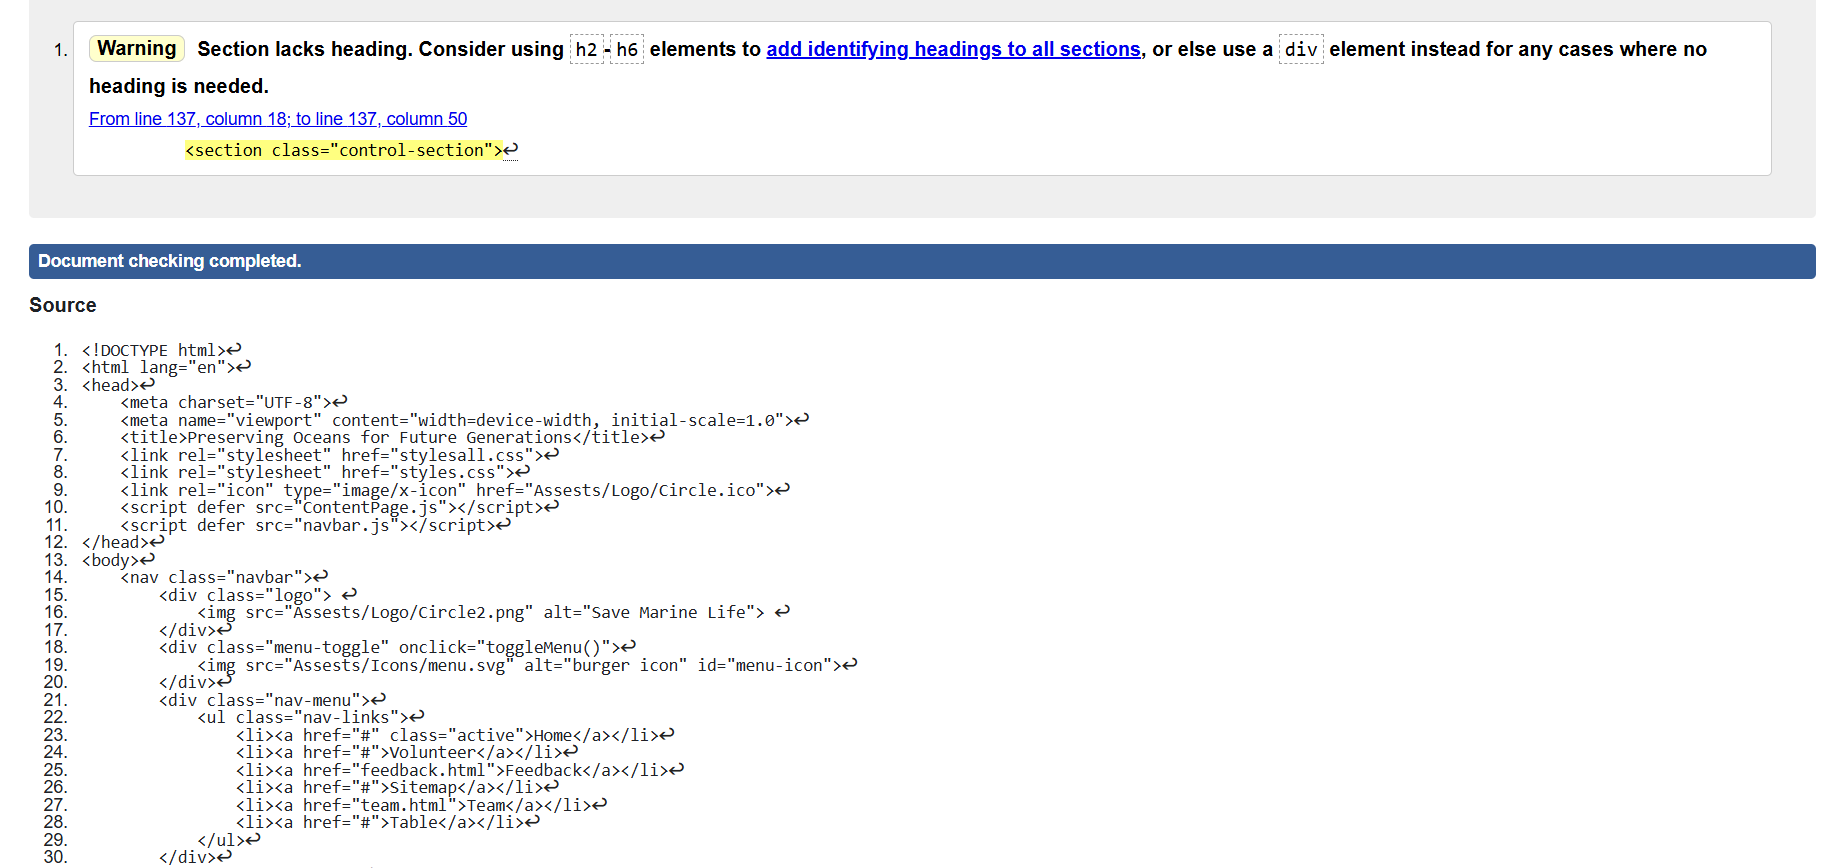 1. Warning Section lacks heading. Consider using h2-h6 elements to add identifying headings to all sections, or else use a div element instead for any cases where no
heading is needed.
From line 137, column 18; to line 137, column 50
<section class="control-section">↩
Document checking completed.
Source
1. <!DOCTYPE html>↩
2. <html lang="en">↩
3. <head>↩
4. <meta charset="UTF-8">↩
5. <meta name="viewport" content="width=device-width, initial-scale=1.0">↩
6. <title>Preserving Oceans for Future Generations</title>↩
7. <link rel="stylesheet" href="stylesall.css">↩
8. <link rel="stylesheet" href="styles.css">↩
9. <link rel="icon" type="image/x-icon" href="Assests/Logo/Circle.ico">↩
10. <script defer src="ContentPage.js"></script>↩
11. <script defer src="navbar.js"></script>↩
12. </head>↩
13. <body>↩
14. <nav class="navbar">↩
15. <div class="logo"> ↩
16. <img src="Assests/Logo/Circle2.png" alt="Save Marine Life"> ↩
17. </div>↩
18. <div class="menu-toggle" onclick="toggleMenu()">↩
19. <img src="Assests/Icons/menu.svg" alt="burger icon" id="menu-icon">↩
20. </div>↩
21. <div class="nav-menu">↩
22. <ul class="nav-links">↩
23. <li><a href="#" class="active">Home</a></li>↩
24. <li><a href="#">Volunteer</a></li>↩
25. <li><a href="feedback.html">Feedback</a></li>↩
26. <li><a href="#">Sitemap</a></li>↩
27. <li><a href="team.html">Team</a></li>↩
28. <li><a href="#">Table</a></li>↩
29. </ul>↩
30. </div>↩